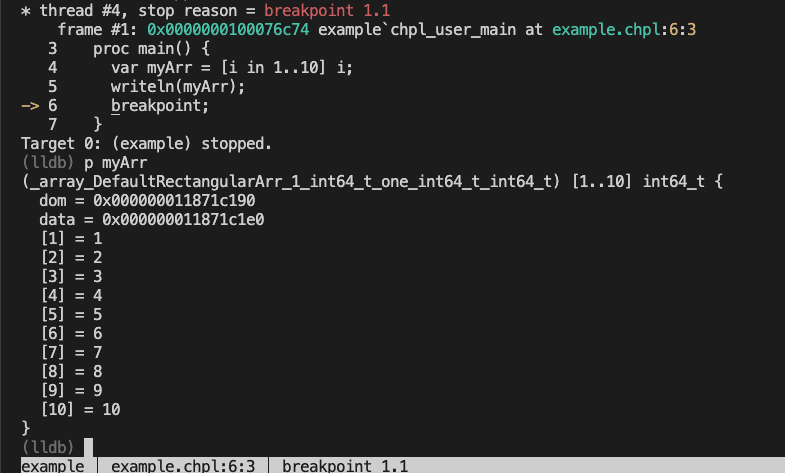 * thread #4, stop reason = breakpoint 1.1
    frame #1: 0x0000000100076c74 example`chpl_user_main at example.chpl:6:3
   3    proc main() {
   4      var myArr = [i in 1..10] i;
   5      writeln(myArr);
-> 6      breakpoint;
   7    }
Target 0: (example) stopped.
(lldb) p myArr
(_array_DefaultRectangularArr_1_int64_t_one_int64_t_int64_t) [1..10] int64_t {
  dom = 0x000000011871c190
  data = 0x000000011871c1e0
  [1] = 1
  [2] = 2
  [3] = 3
  [4] = 4
  [5] = 5
  [6] = 6
  [7] = 7
  [8] = 8
  [9] = 9
  [10] = 10
}
(lldb)
example | example.chpl:6:3 | breakpoint 1.1